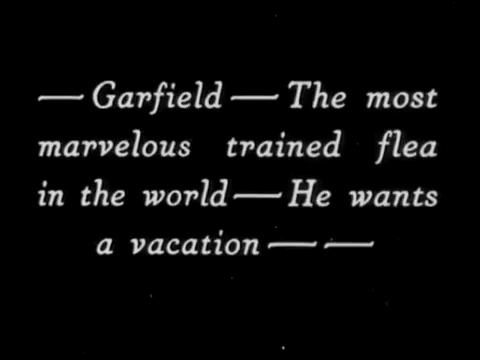 — Garfield — The most
marvelous trained flea
in the world — He wants
a vacation — —